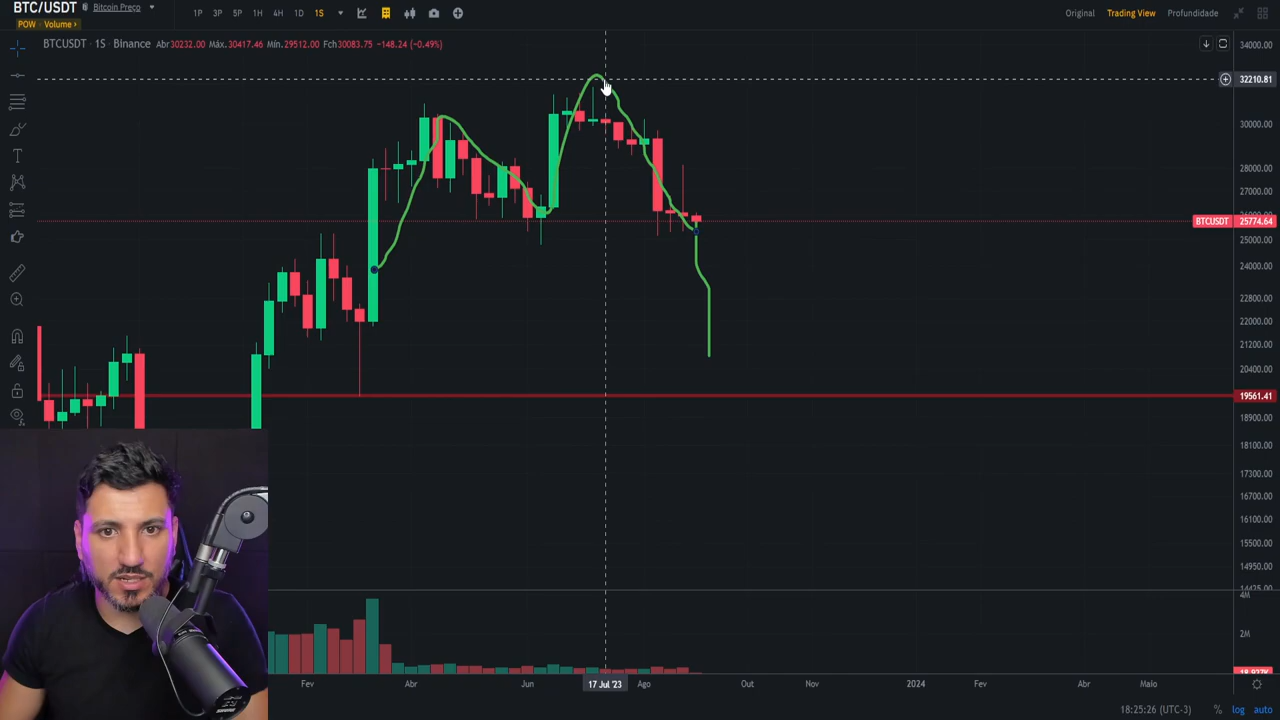 BTC/USDT Bitcoin Preço 1P 3P 5P 1H 4H 1D 1S Original Trading View Profundidade
POW Volume
BTCUSDT 1S Binance Abr30232.00 Máx.30417.46 Mín.29512.00 Fch30083.75 −148.24 (−0.49%)
34000.00
32210.81
30000.00
28000.00
27000.00
BTCUSDT 25774.64
25000.00
24000.00
22800.00
22000.00
21200.00
20400.00
19561.41
18900.00
18100.00
17300.00
16700.00
16100.00
15500.00
14950.00
4M
2M
Fev Abr Jun 17 Jul '23 Ago Out Nov 2024 Fev Abr Maio
18:25:26 (UTC-3) % log auto